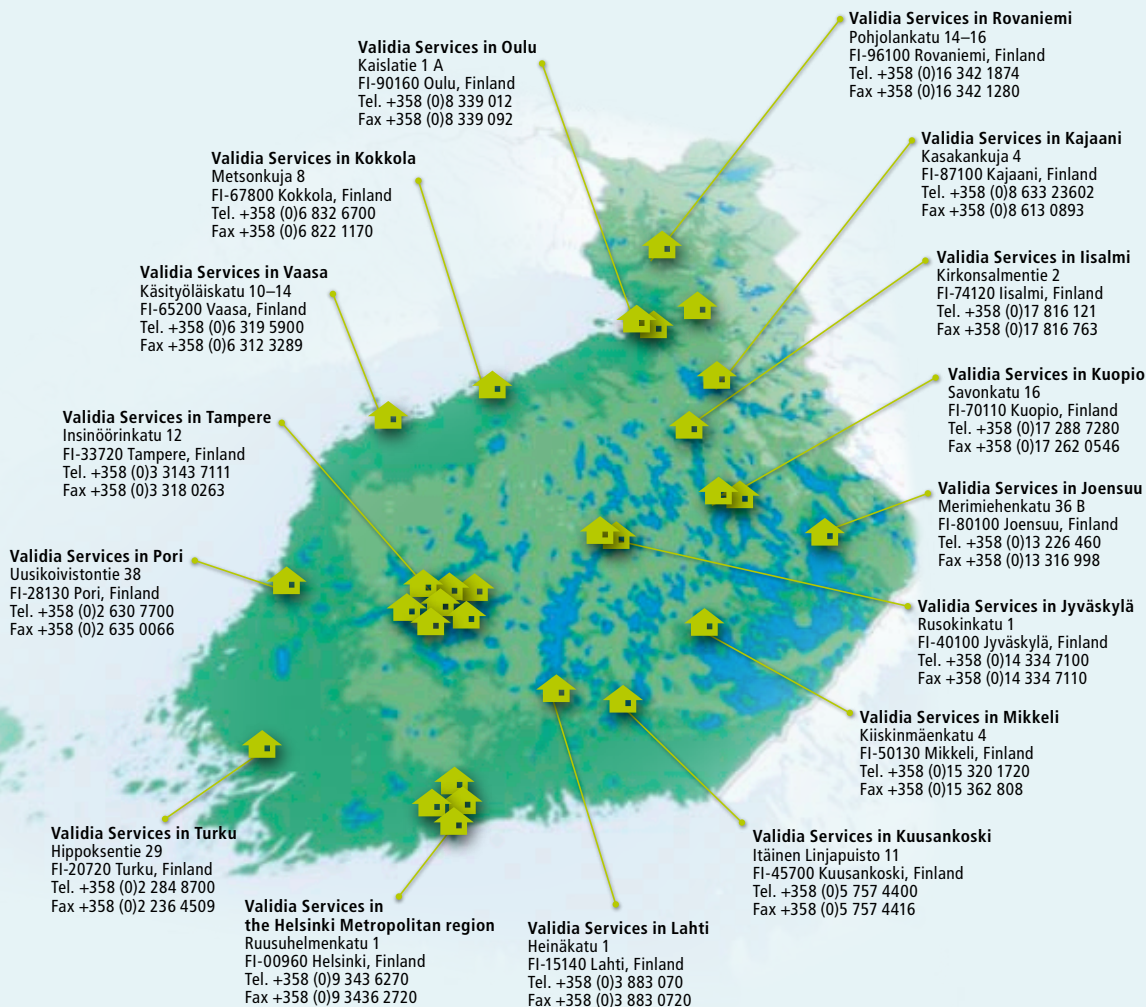 Validia Services in Rovaniemi
Pohjolankatu 14–16
FI-96100 Rovaniemi, Finland
Tel. +358 (0)16 342 1874
Fax +358 (0)16 342 1280
Validia Services in Oulu
Kaislatie 1 A
FI-90160 Oulu, Finland
Tel. +358 (0)8 339 012
Fax +358 (0)8 339 092
Validia Services in Kajaani
Kasakankuja 4
FI-87100 Kajaani, Finland
Tel. +358 (0)8 633 23602
Fax +358 (0)8 613 0893
Validia Services in Kokkola
Metsonkuja 8
FI-67800 Kokkola, Finland
Tel. +358 (0)6 832 6700
Fax +358 (0)6 822 1170
Validia Services in Iisalmi
Kirkonsalmentie 2
FI-74120 Iisalmi, Finland
Tel. +358 (0)17 816 121
Fax +358 (0)17 816 763
Validia Services in Vaasa
Käsityöläiskatu 10–14
FI-65200 Vaasa, Finland
Tel. +358 (0)6 319 5900
Fax +358 (0)6 312 3289
Validia Services in Kuopio
Savonkatu 16
FI-70110 Kuopio, Finland
Tel. +358 (0)17 288 7280
Fax +358 (0)17 262 0546
Validia Services in Tampere
Insinöörinkatu 12
FI-33720 Tampere, Finland
Tel. +358 (0)3 3143 7111
Fax +358 (0)3 318 0263
Validia Services in Joensuu
Merimiehenkatu 36 B
FI-80100 Joensuu, Finland
Tel. +358 (0)13 226 460
Fax +358 (0)13 316 998
Validia Services in Pori
Uusikoivistontie 38
FI-28130 Pori, Finland
Tel. +358 (0)2 630 7700
Fax +358 (0)2 635 0066
Validia Services in Jyväskylä
Rusokinkatu 1
FI-40100 Jyväskylä, Finland
Tel. +358 (0)14 334 7100
Fax +358 (0)14 334 7110
Validia Services in Mikkeli
Kiiskinmäenkatu 4
FI-50130 Mikkeli, Finland
Tel. +358 (0)15 320 1720
Fax +358 (0)15 362 808
Validia Services in Turku
Hippoksentie 29
FI-20720 Turku, Finland
Tel. +358 (0)2 284 8700
Fax +358 (0)2 236 4509
Validia Services in Kuusankoski
Itäinen Linjapuisto 11
FI-45700 Kuusankoski, Finland
Tel. +358 (0)5 757 4400
Fax +358 (0)5 757 4416
Validia Services in
the Helsinki Metropolitan region
Ruusuhelmenkatu 1
FI-00960 Helsinki, Finland
Tel. +358 (0)9 343 6270
Fax +358 (0)9 3436 2720
Validia Services in Lahti
Heinäkatu 1
FI-15140 Lahti, Finland
Tel. +358 (0)3 883 070
Fax +358 (0)3 883 0720